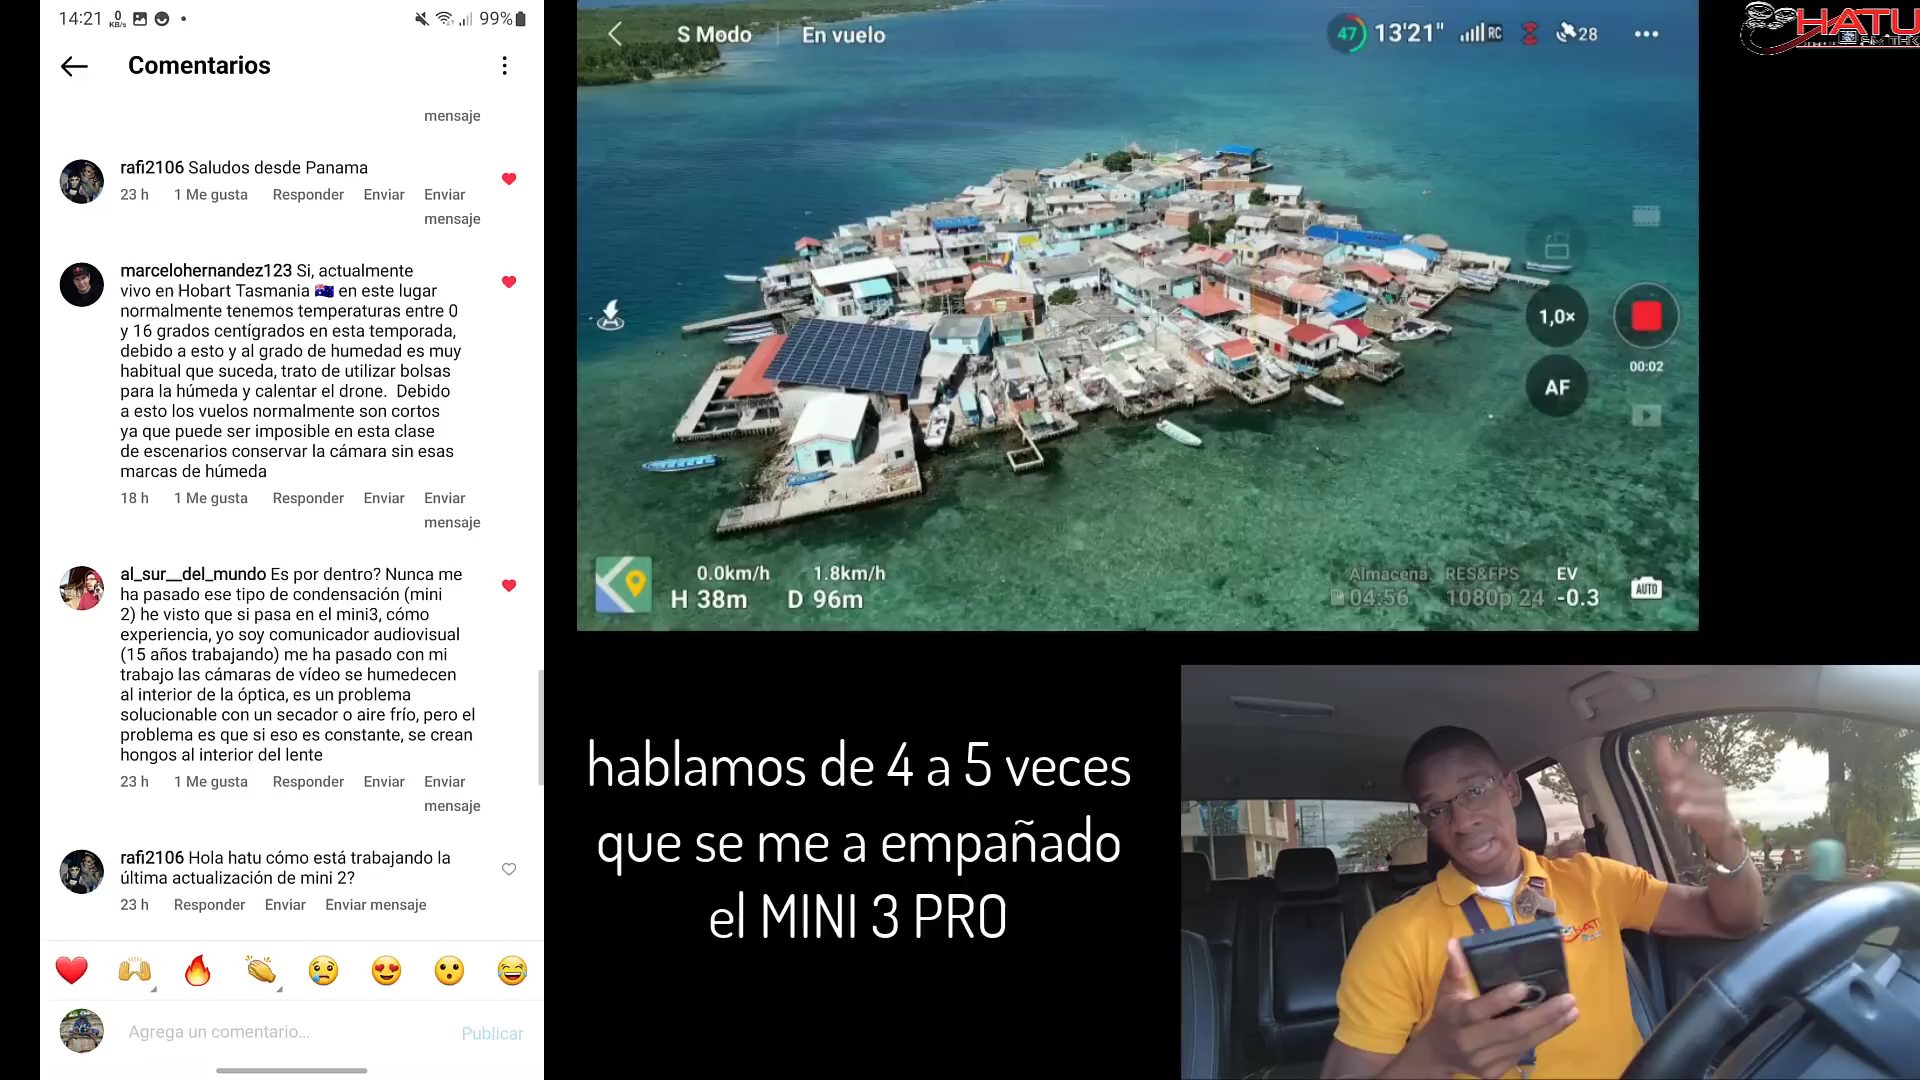 14:21 0 KB/s 99%
Comentarios
mensaje
rafi2106 Saludos desde Panama
23 h 1 Me gusta Responder Enviar Enviar
mensaje
marcelohernandez123 Si, actualmente
vivo en Hobart Tasmania 🇦🇺 en este lugar
normalmente tenemos temperaturas entre 0
y 16 grados centígrados en esta temporada,
debido a esto y al grado de humedad es muy
habitual que suceda, trato de utilizar bolsas
para la húmeda y calentar el drone. Debido
a esto los vuelos normalmente son cortos
ya que puede ser imposible en esta clase
de escenarios conservar la cámara sin esas
marcas de húmeda
18 h 1 Me gusta Responder Enviar Enviar
mensaje
al_sur__del_mundo Es por dentro? Nunca me
ha pasado ese tipo de condensación (mini
2) he visto que si pasa en el mini3, cómo
experiencia, yo soy comunicador audiovisual
(15 años trabajando) me ha pasado con mi
trabajo las cámaras de vídeo se humedecen
al interior de la óptica, es un problema
solucionable con un secador o aire frío, pero el
problema es que si eso es constante, se crean
hongos al interior del lente
23 h 1 Me gusta Responder Enviar Enviar
mensaje
rafi2106 Hola hatu cómo está trabajando la
última actualización de mini 2?
23 h Responder Enviar Enviar mensaje
Agrega un comentario... Publicar
S Modo En vuelo 47 13'21" RC 28
1,0×
00:02
AF
0.0km/h 1.8km/h
H 38m D 96m
Almacena. RES&FPS EV
04:56 1080p 24 -0.3
AUTO
HATU
hablamos de 4 a 5 veces
que se me a empañado
el MINI 3 PRO